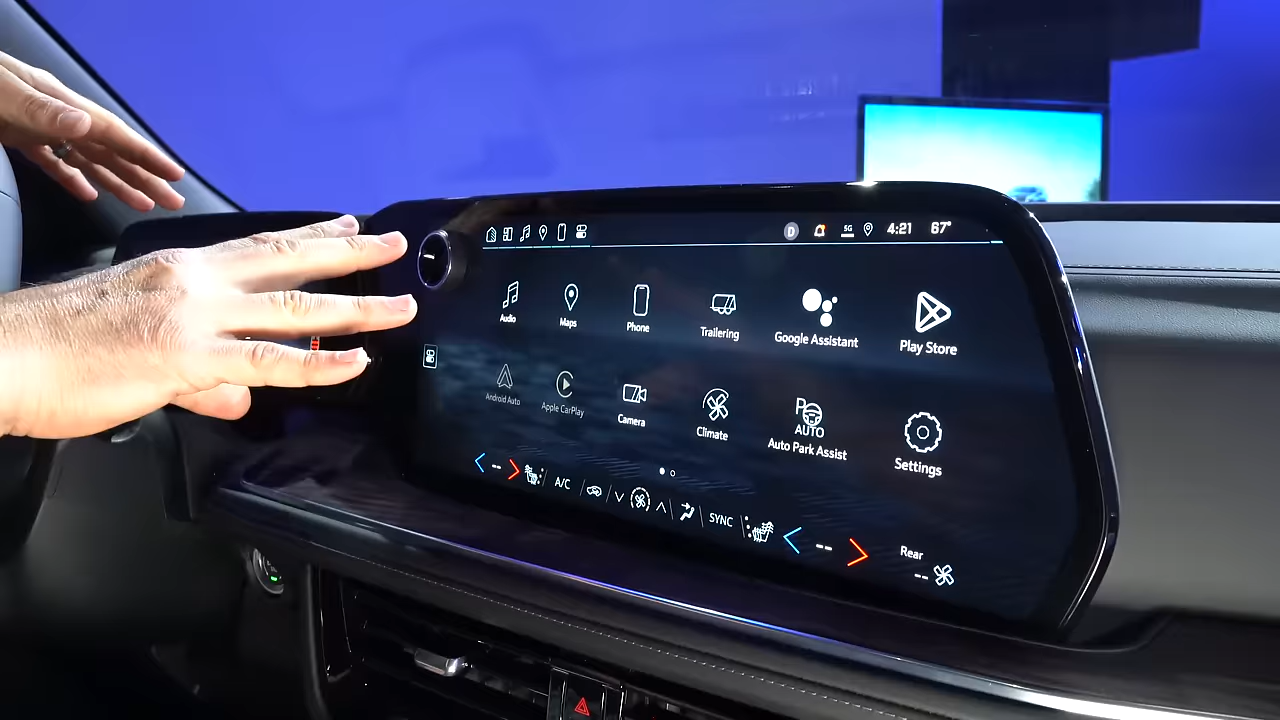 D 5G 4:21 67°
Audio Maps Phone Trailering Google Assistant Play Store
P
AUTO
Android Auto Apple CarPlay Camera Climate Auto Park Assist Settings
-- A/C SYNC -- Rear
--